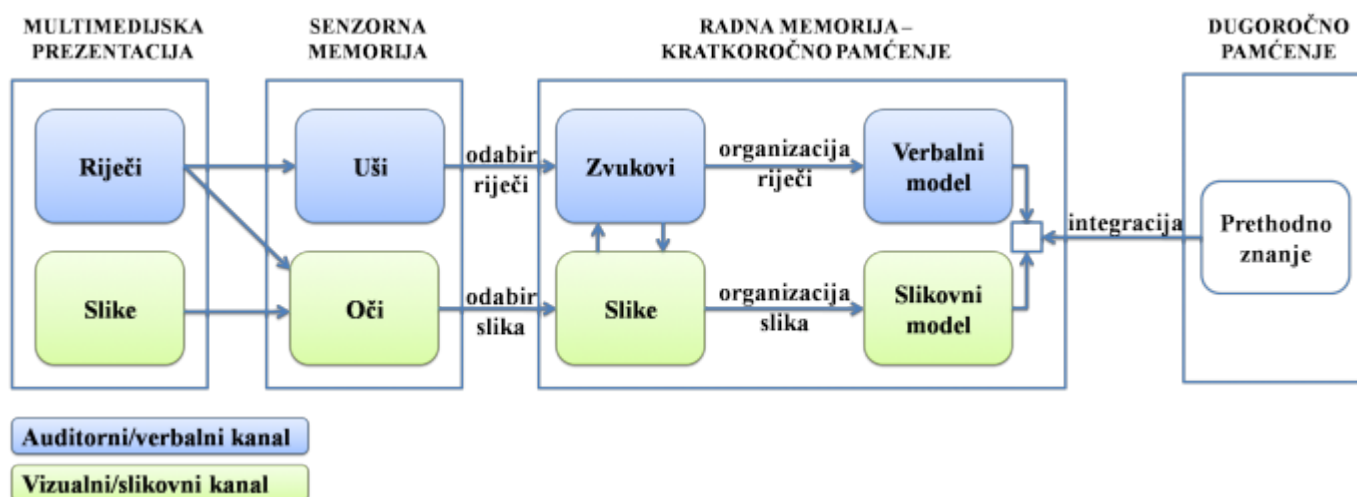 MULTIMEDIJSKA
PREZENTACIJA
SENZORNA
MEMORIJA
RADNA MEMORIJA –
KRATKOROČNO PAMĆENJE
DUGOROČNO
PAMĆENJE
Riječi
Uši
odabir
riječi
Zvukovi
organizacija
riječi
Verbalni
model
integracija
Prethodno
znanje
Slike
Oči
odabir
slika
Slike
organizacija
slika
Slikovni
model
Auditorni/verbalni kanal
Vizualni/slikovni kanal